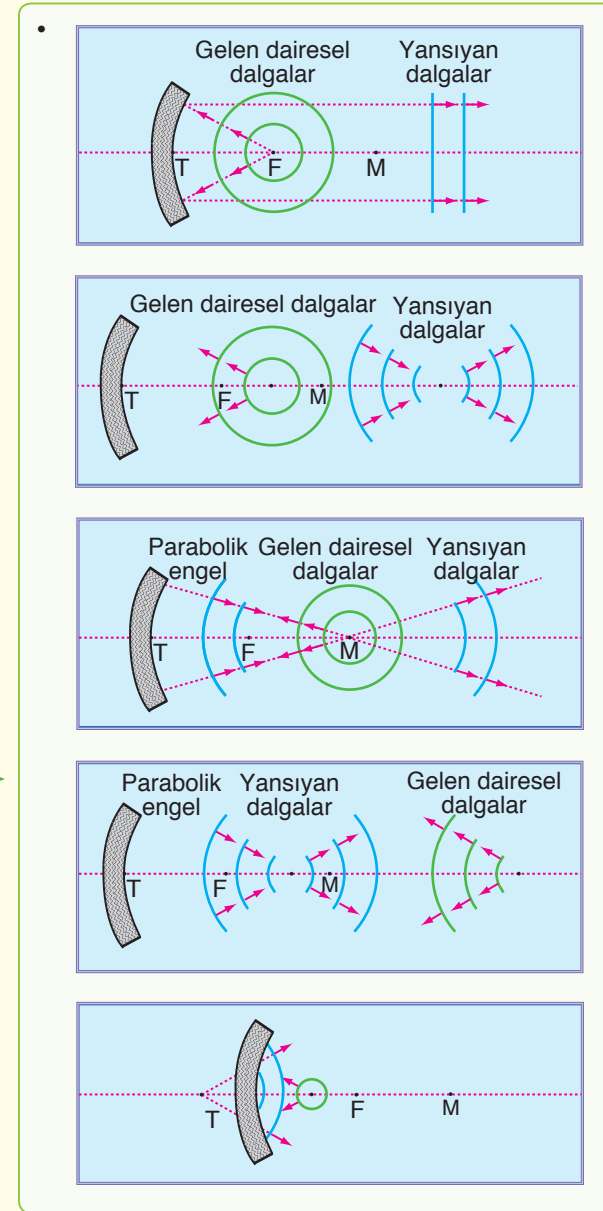 •
Gelen dairesel
dalgalar
Yansıyan
dalgalar
T
F
M
Gelen dairesel dalgalar
Yansıyan
dalgalar
T
F
M
Parabolik
engel
Gelen dairesel
dalgalar
Yansıyan
dalgalar
T
F
M
Parabolik
engel
Yansıyan
dalgalar
Gelen dairesel
dalgalar
T
F
M
T
F
M